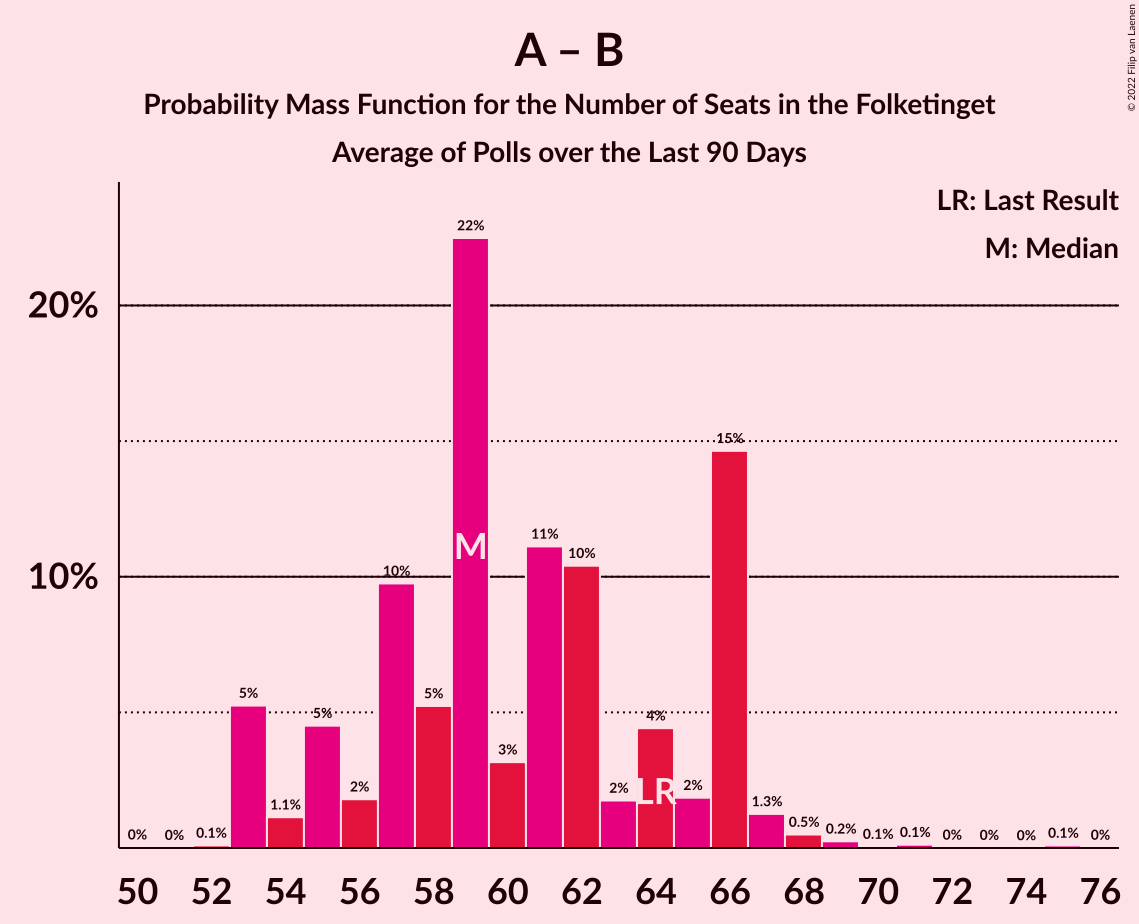 A – B
Probability Mass Function for the Number of Seats in the Folketinget
Average of Polls over the Last 90 Days
© 2022 Filip van Laenen
LR: Last Result
M: Median
20%
10%
0% 0% 0.1% 5% 1.1% 5% 2% 10% 5% 22% 3% 11% 10% 2% 4% 2% 15% 1.3% 0.5% 0.2% 0.1% 0.1% 0% 0% 0% 0.1% 0%
M
LR
50 52 54 56 58 60 62 64 66 68 70 72 74 76